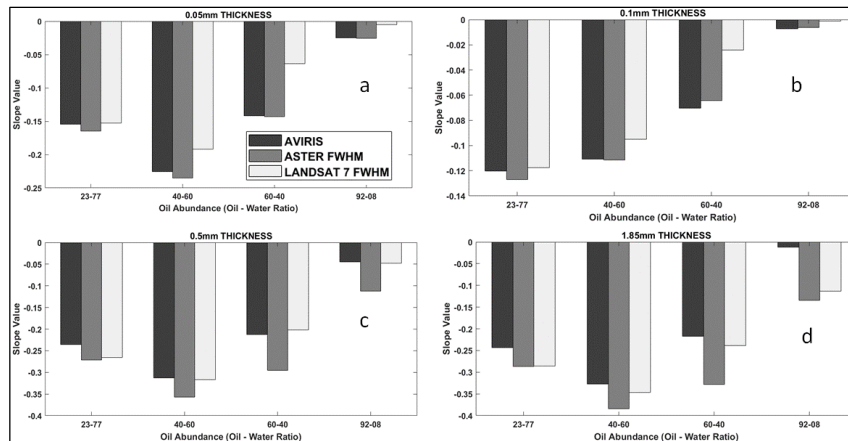 0.05mm THICKNESS
0
-0.05
-0.1
-0.15
-0.2
-0.25
Slope Value
a
AVIRIS
ASTER FWHM
LANDSAT 7 FWHM
23-77 40-60 60-40 92-08
Oil Abundance (Oil - Water Ratio)
0.1mm THICKNESS
0
-0.02
-0.04
-0.06
-0.08
-0.1
-0.12
-0.14
Slope Value
b
23-77 40-60 60-40 92-08
Oil Abundance (Oil - Water Ratio)
0.5mm THICKNESS
0
-0.05
-0.1
-0.15
-0.2
-0.25
-0.3
-0.35
-0.4
Slope Value
c
23-77 40-60 60-40 92-08
Oil Abundance (Oil - Water Ratio)
1.85mm THICKNESS
0
-0.05
-0.1
-0.15
-0.2
-0.25
-0.3
-0.35
-0.4
Slope Value
d
23-77 40-60 60-40 92-08
Oil Abundance (Oil - Water Ratio)